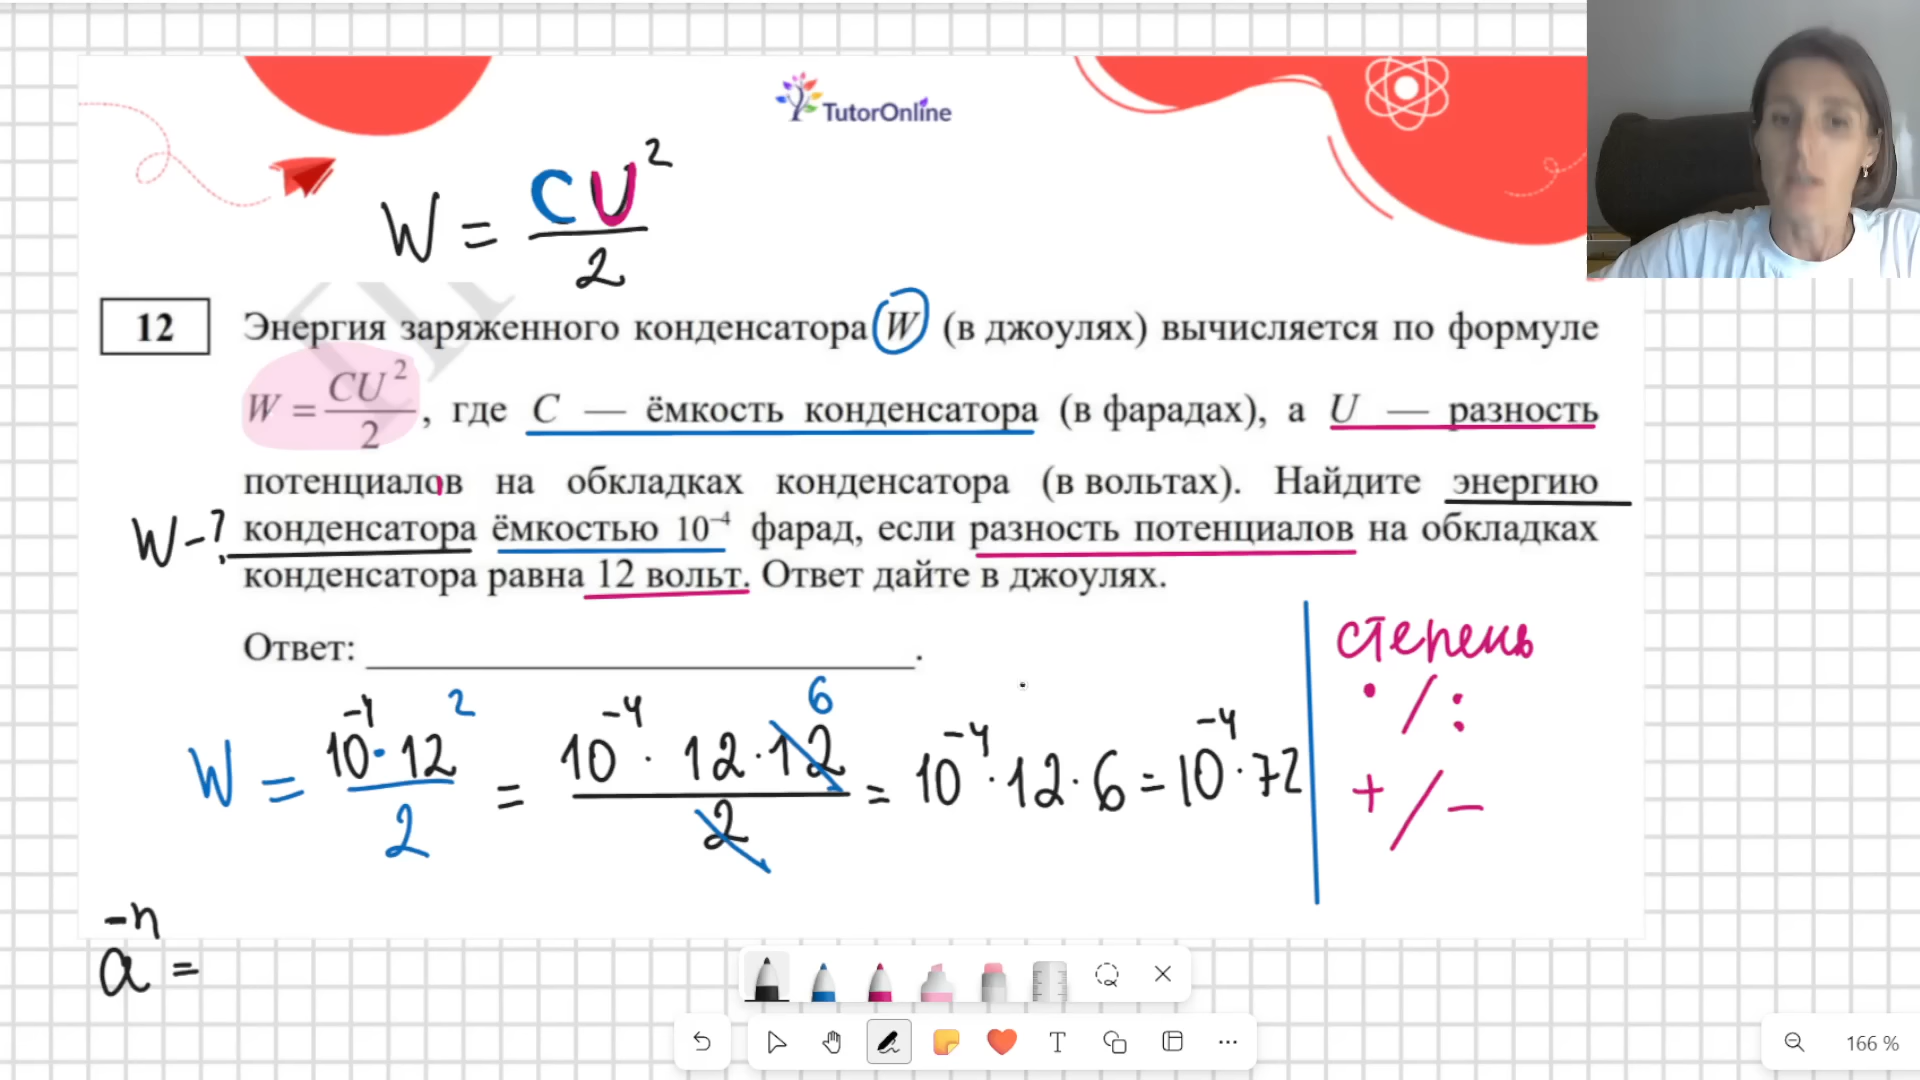 TutorOnline
W = CU²/2
12
Энергия заряженного конденсатора W (в джоулях) вычисляется по формуле
W = CU²/2, где C — ёмкость конденсатора (в фарадах), а U — разность
потенциалов на обкладках конденсатора (в вольтах). Найдите энергию
W-? конденсатора ёмкостью 10⁻⁴ фарад, если разность потенциалов на обкладках
конденсатора равна 12 вольт. Ответ дайте в джоулях.
Ответ: ____________________.
степень
· / :
+ / −
W = 10⁻⁴·12²/2 = 10⁻⁴·12·12/2 = 10⁻⁴·12·6 = 10⁻⁴·72
6
a⁻ⁿ =
166 %